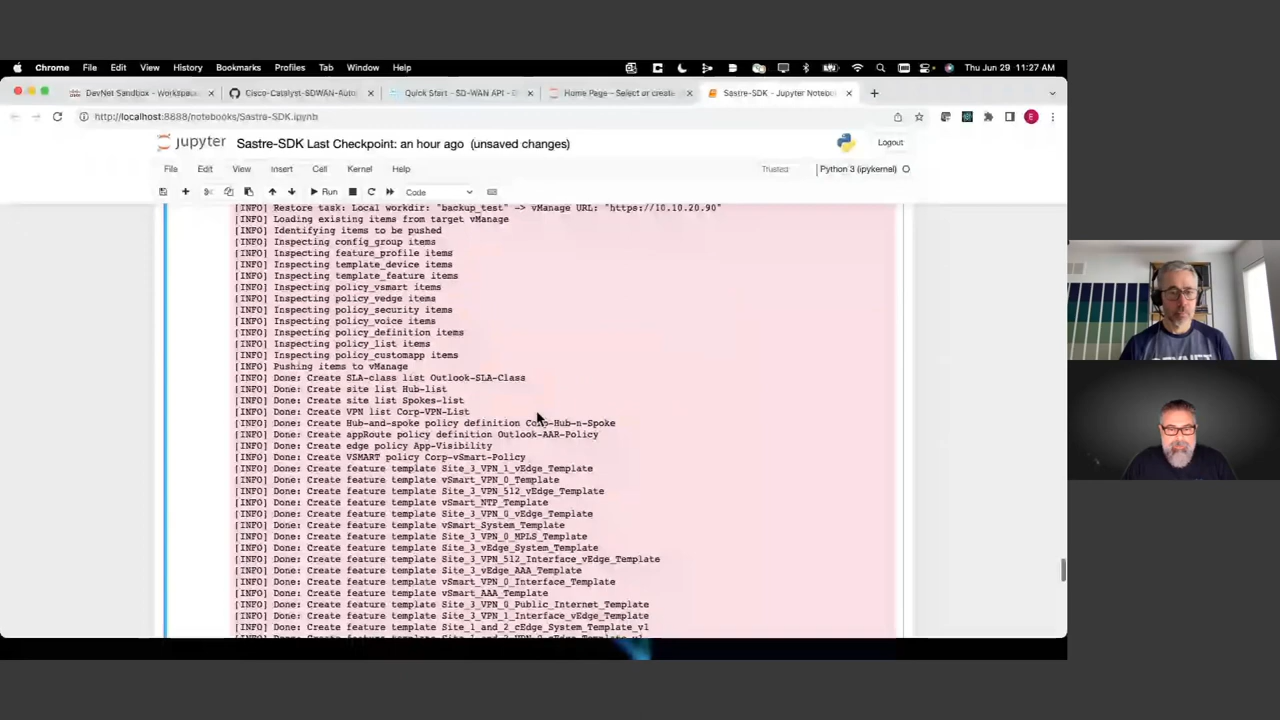 Chrome File Edit View History Bookmarks Profiles Tab Window Help Thu Jun 29 11:27 AM
DevNet Sandbox - Workspac Cisco-Catalyst-SDWAN-Auto Quick Start - SD-WAN API - Home Page - Select or create Sastre-SDK - Jupyter Notebo
http://localhost:8888/notebooks/Sastre-SDK.ipynb E
jupyter Sastre-SDK Last Checkpoint: an hour ago (unsaved changes) Logout
File Edit View Insert Cell Kernel Help Trusted Python 3 (ipykernel)
Run Code
[INFO] Restore task: Local workdir: "backup_test" -> vManage URL: "https://10.10.20.90"
[INFO] Loading existing items from target vManage
[INFO] Identifying items to be pushed
[INFO] Inspecting config_group items
[INFO] Inspecting feature_profile items
[INFO] Inspecting template_device items
[INFO] Inspecting template_feature items
[INFO] Inspecting policy_vsmart items
[INFO] Inspecting policy_vedge items
[INFO] Inspecting policy_security items
[INFO] Inspecting policy_voice items
[INFO] Inspecting policy_definition items
[INFO] Inspecting policy_list items
[INFO] Inspecting policy_customapp items
[INFO] Pushing items to vManage
[INFO] Done: Create SLA-class list Outlook-SLA-Class
[INFO] Done: Create site list Hub-list
[INFO] Done: Create site list Spokes-list
[INFO] Done: Create VPN list Corp-VPN-List
[INFO] Done: Create Hub-and-spoke policy definition Corp-Hub-n-Spoke
[INFO] Done: Create appRoute policy definition Outlook-AAR-Policy
[INFO] Done: Create edge policy App-Visibility
[INFO] Done: Create VSMART policy Corp-vSmart-Policy
[INFO] Done: Create feature template Site_3_VPN_1_vEdge_Template
[INFO] Done: Create feature template vSmart_VPN_0_Template
[INFO] Done: Create feature template Site_3_VPN_512_vEdge_Template
[INFO] Done: Create feature template vSmart_NTP_Template
[INFO] Done: Create feature template Site_3_VPN_0_vEdge_Template
[INFO] Done: Create feature template vSmart_System_Template
[INFO] Done: Create feature template Site_3_VPN_0_MPLS_Template
[INFO] Done: Create feature template Site_3_vEdge_System_Template
[INFO] Done: Create feature template Site_3_VPN_512_Interface_vEdge_Template
[INFO] Done: Create feature template Site_3_vEdge_AAA_Template
[INFO] Done: Create feature template vSmart_VPN_0_Interface_Template
[INFO] Done: Create feature template vSmart_AAA_Template
[INFO] Done: Create feature template Site_3_VPN_0_Public_Internet_Template
[INFO] Done: Create feature template Site_3_VPN_1_Interface_vEdge_Template
[INFO] Done: Create feature template Site_1_and_2_cEdge_System_Template_v1